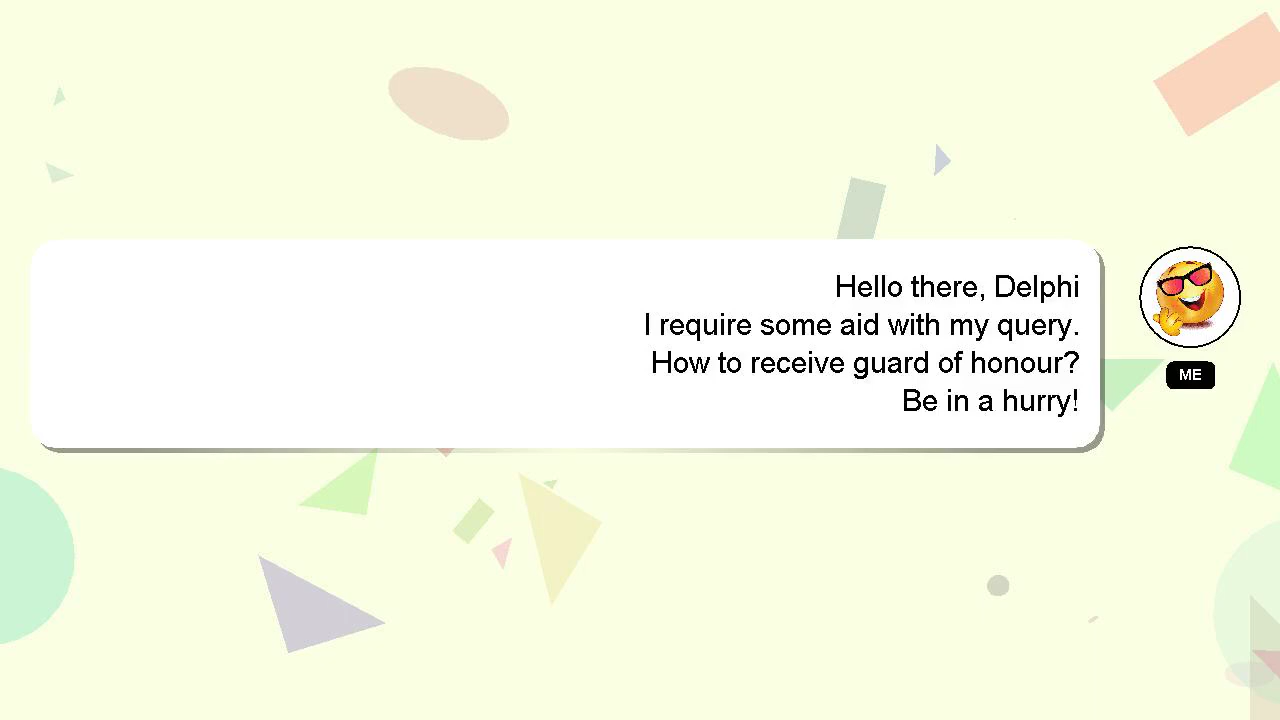 Hello there, Delphi
I require some aid with my query.
How to receive guard of honour?
Be in a hurry!
ME